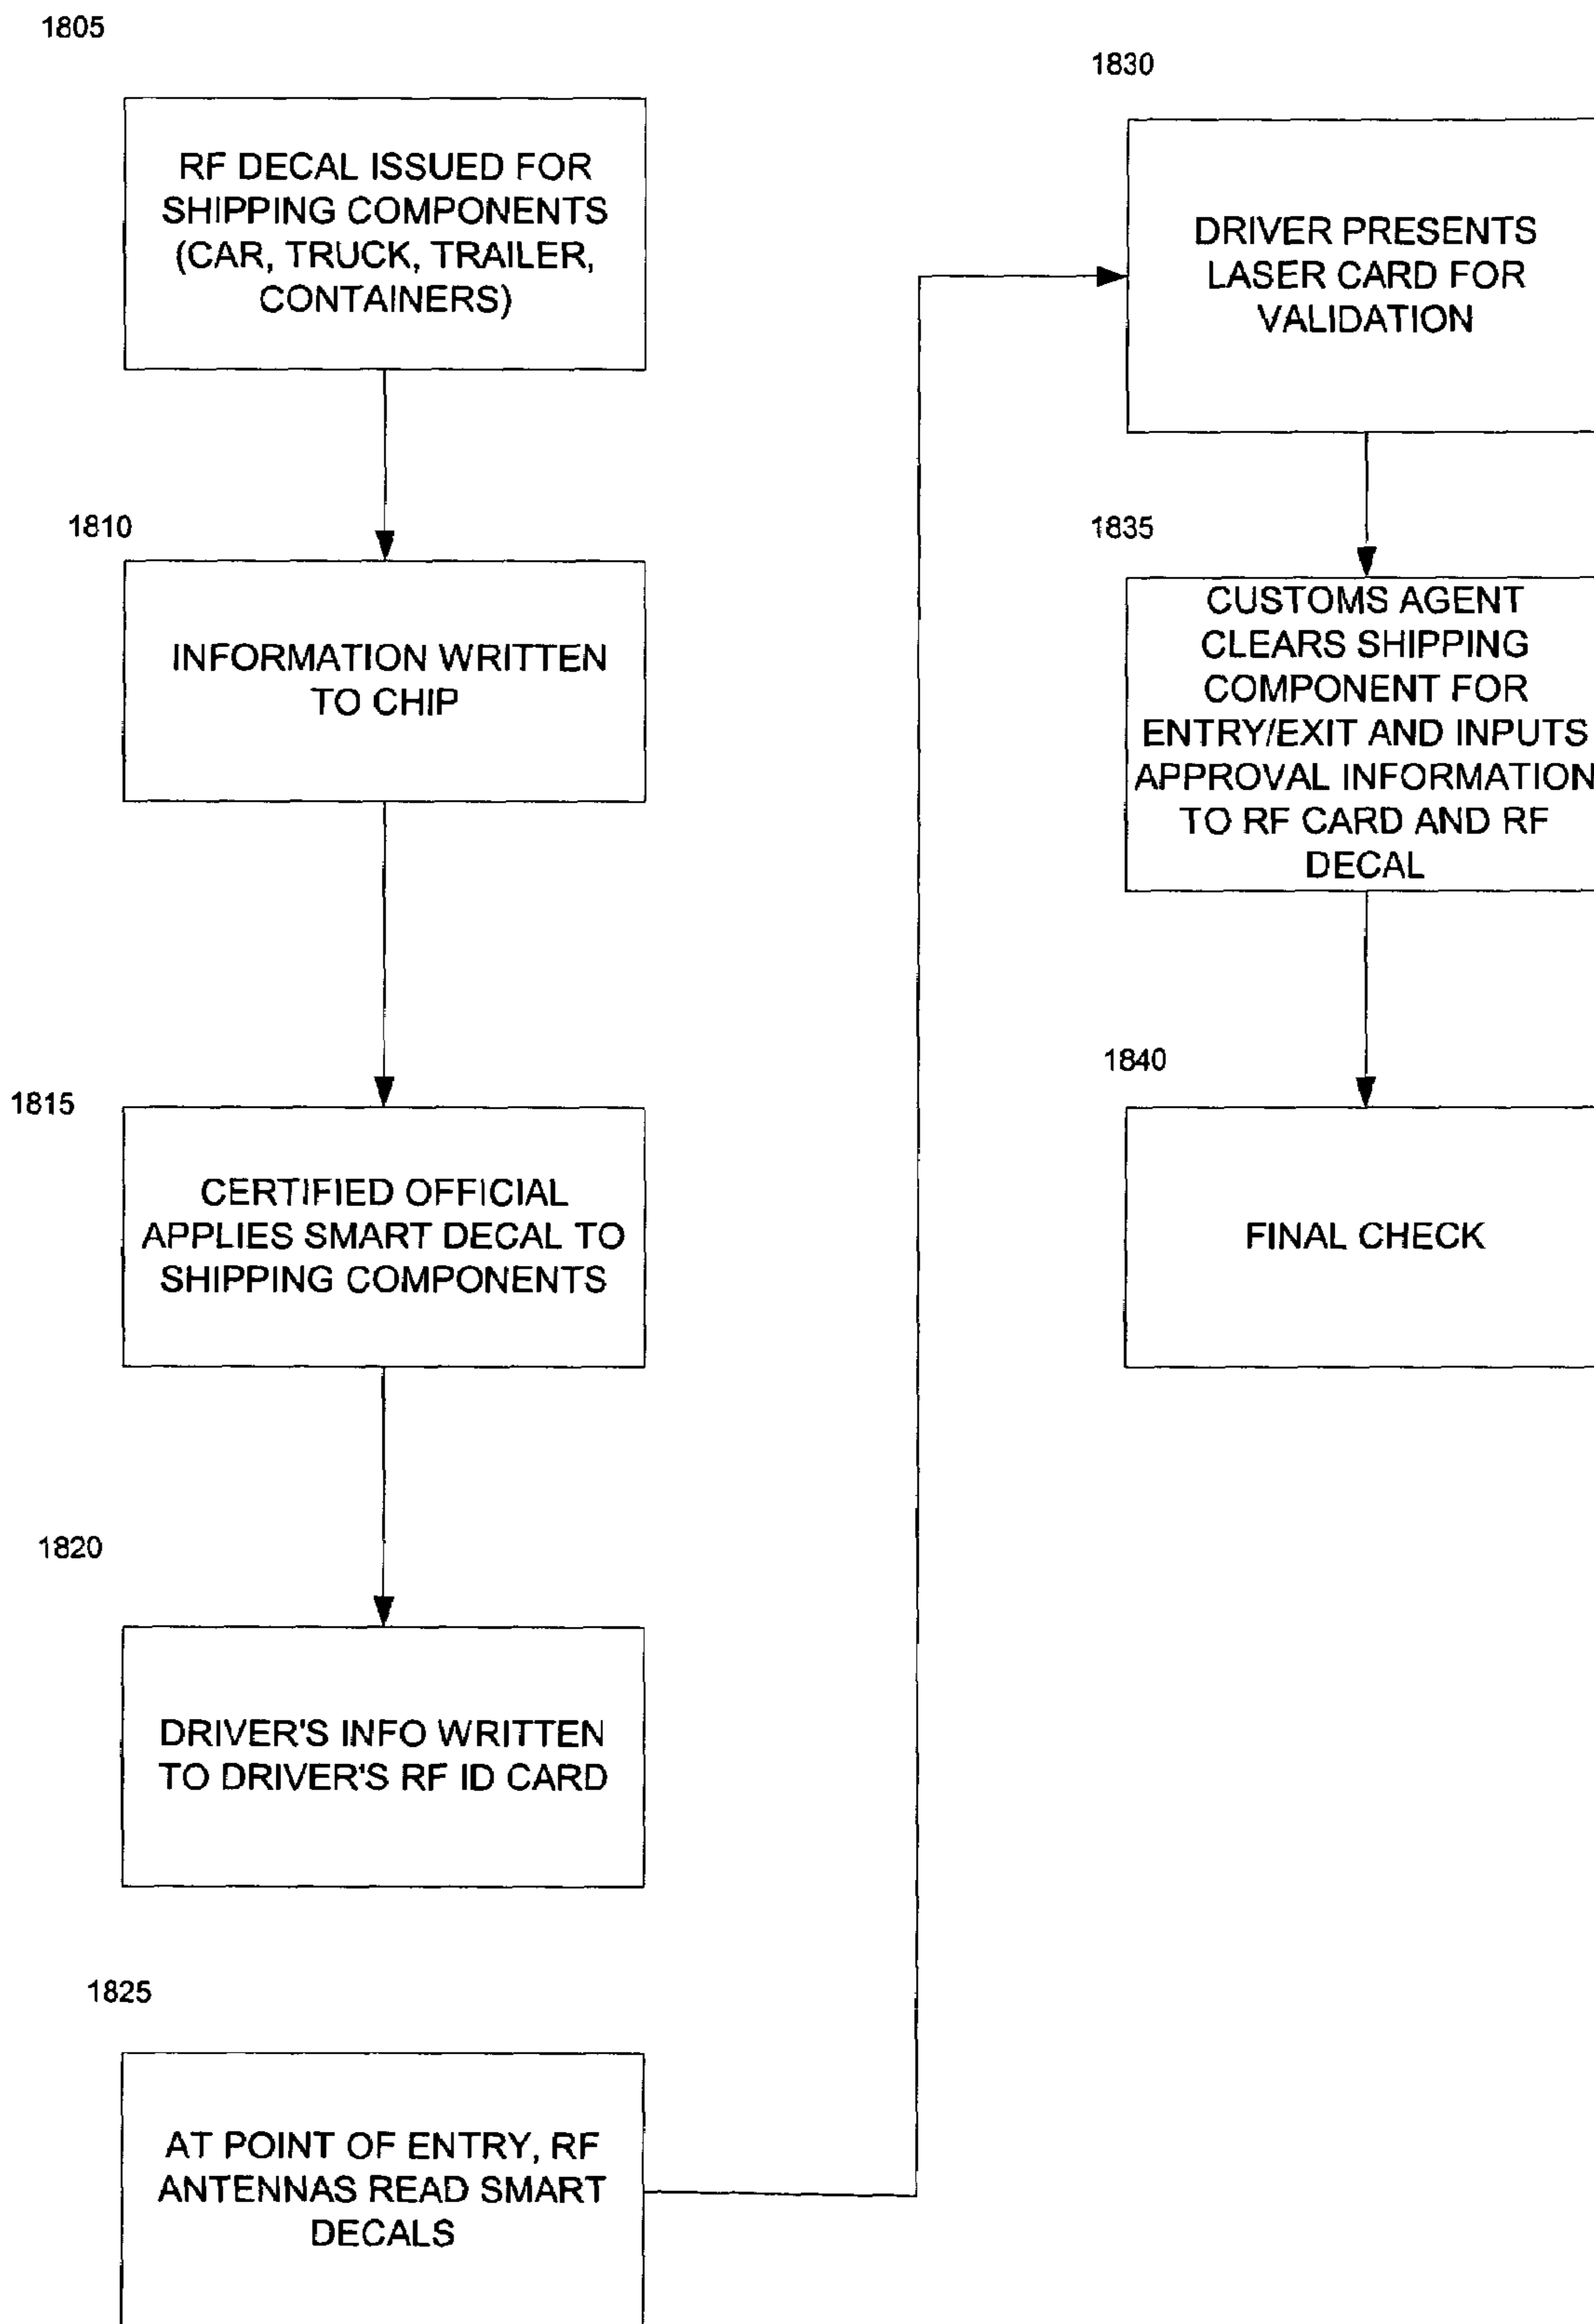 1805
RF DECAL ISSUED FOR
SHIPPING COMPONENTS
(CAR, TRUCK, TRAILER,
CONTAINERS)
1810
INFORMATION WRITTEN
TO CHIP
1815
CERTIFIED OFFICIAL
APPLIES SMART DECAL TO
SHIPPING COMPONENTS
1820
DRIVER'S INFO WRITTEN
TO DRIVER'S RF ID CARD
1825
AT POINT OF ENTRY, RF
ANTENNAS READ SMART
DECALS
1830
DRIVER PRESENTS
LASER CARD FOR
VALIDATION
1835
CUSTOMS AGENT
CLEARS SHIPPING
COMPONENT FOR
ENTRY/EXIT AND INPUTS
APPROVAL INFORMATION
TO RF CARD AND RF
DECAL
1840
FINAL CHECK